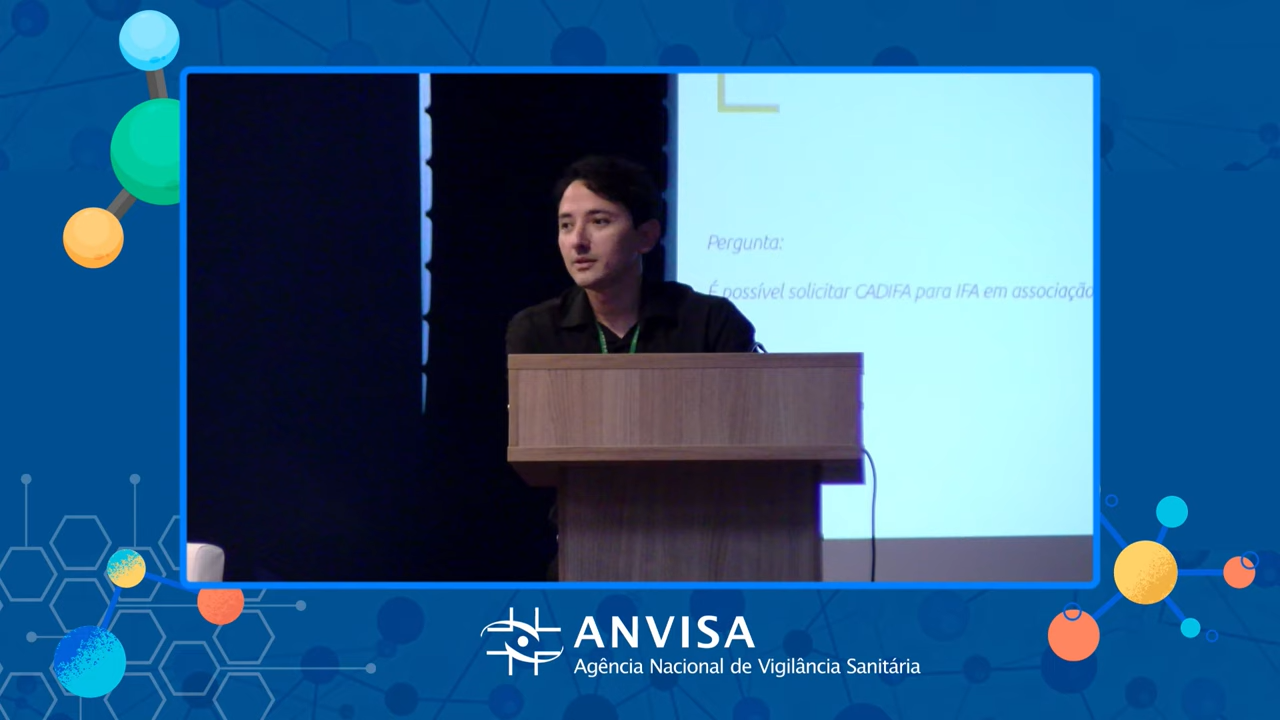 Pergunta:
É possível solicitar CADIFA para IFA em associação
ANVISA
Agência Nacional de Vigilância Sanitária